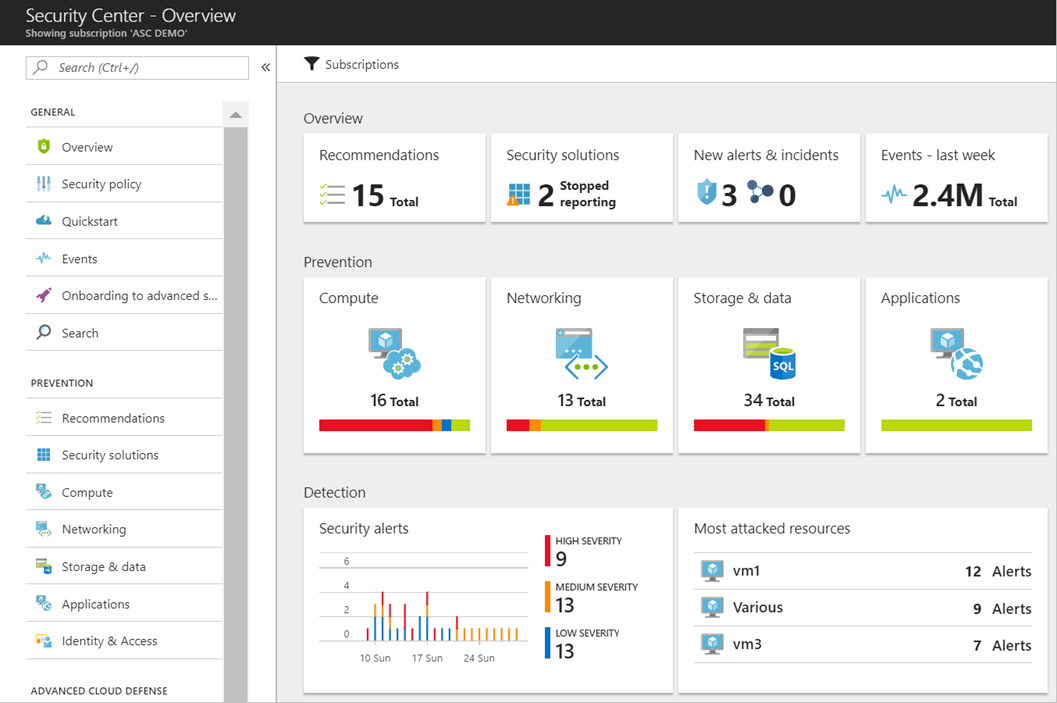 Security Center - Overview
Showing subscription 'ASC DEMO'
Search (Ctrl+/)
«
GENERAL
Overview
Security policy
Quickstart
Events
Onboarding to advanced s...
Search
PREVENTION
Recommendations
Security solutions
Compute
Networking
Storage & data
Applications
Identity & Access
ADVANCED CLOUD DEFENSE
Subscriptions
Overview
Recommendations
15 Total
Security solutions
2 Stopped
reporting
New alerts & incidents
3 0
Events - last week
2.4M Total
Prevention
Compute
16 Total
Networking
13 Total
Storage & data
SQL
34 Total
Applications
2 Total
Detection
Security alerts
6
4
2
0
10 Sun 17 Sun 24 Sun
HIGH SEVERITY
9
MEDIUM SEVERITY
13
LOW SEVERITY
13
Most attacked resources
vm1 12 Alerts
Various 9 Alerts
vm3 7 Alerts